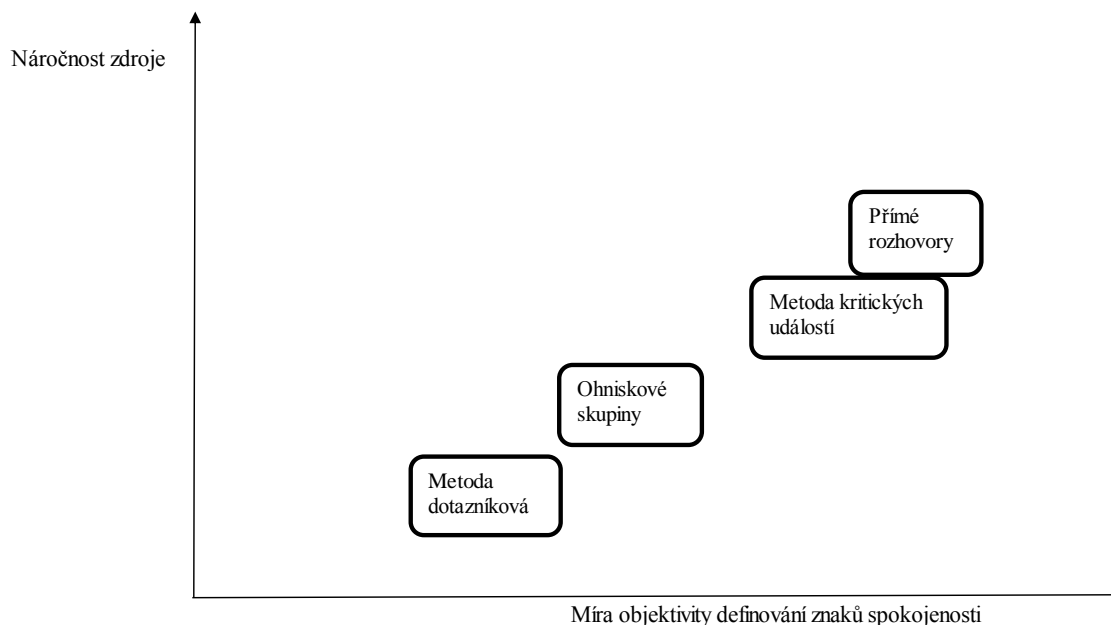 Náročnost zdroje
Přímé
rozhovory
Metoda kritických
událostí
Ohniskové
skupiny
Metoda
dotazníková
Míra objektivity definování znaků spokojenosti